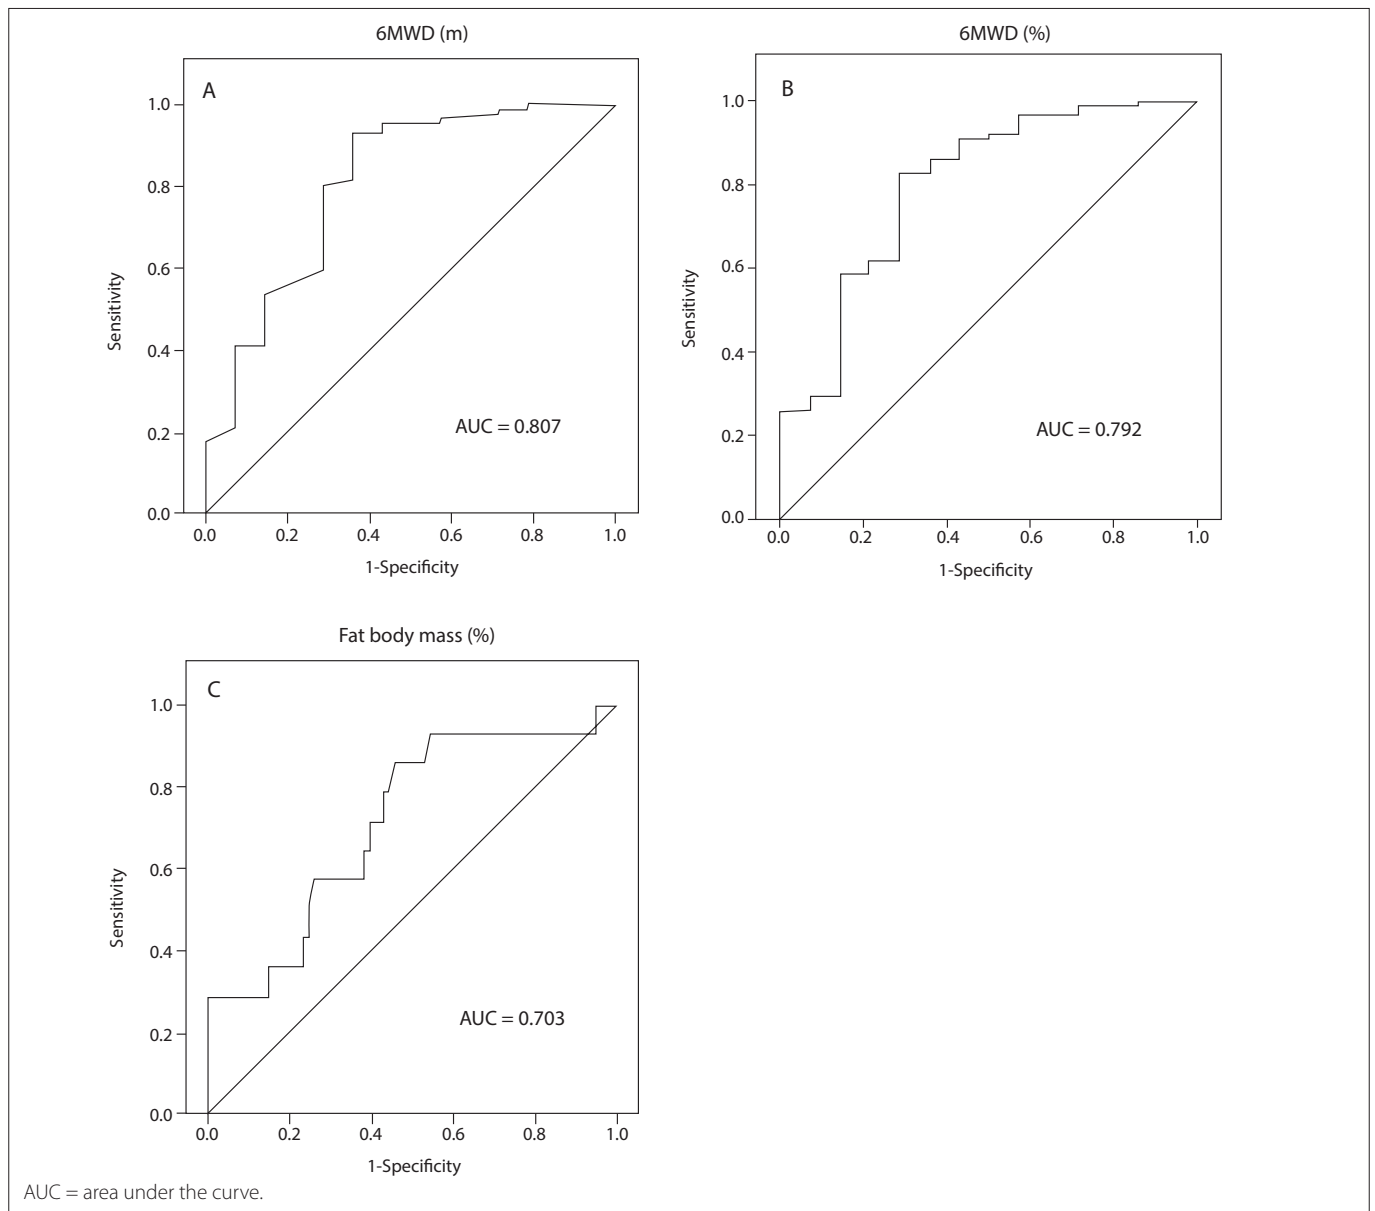 6MWD (m)
A
1.0
0.8
0.6
0.4
0.2
0.0
Sensitivity
AUC = 0.807
0.0 0.2 0.4 0.6 0.8 1.0
1-Specificity
6MWD (%)
B
1.0
0.8
0.6
0.4
0.2
0.0
Sensitivity
AUC = 0.792
0.0 0.2 0.4 0.6 0.8 1.0
1-Specificity
Fat body mass (%)
C
1.0
0.8
0.6
0.4
0.2
0.0
Sensitivity
AUC = 0.703
0.0 0.2 0.4 0.6 0.8 1.0
1-Specificity
AUC = area under the curve.